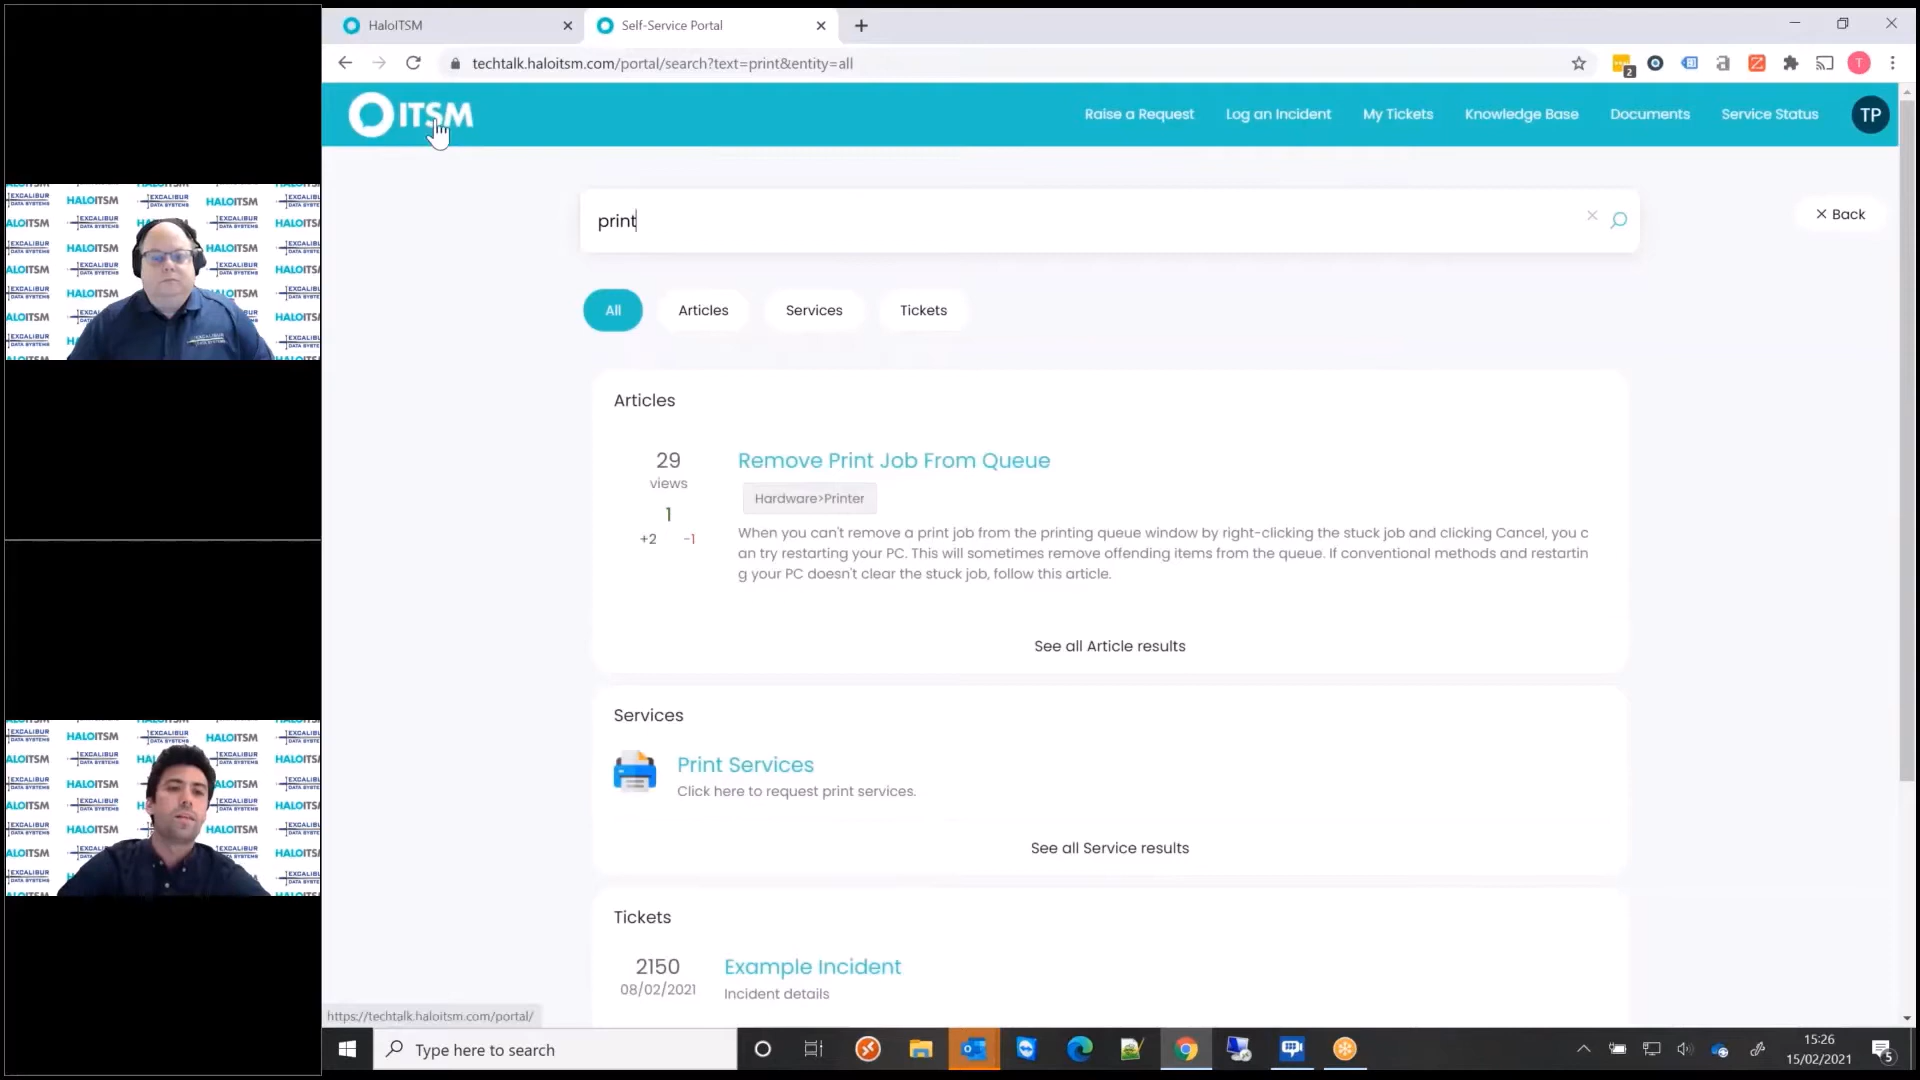 HaloITSM
Self-Service Portal
techtalk.haloitsm.com/portal/search?text=print&entity=all
2
T
ITSM
Raise a Request
Log an Incident
My Tickets
Knowledge Base
Documents
Service Status
TP
print
Back
All
Articles
Services
Tickets
Articles
29
views
1
+2
-1
Remove Print Job From Queue
Hardware>Printer
When you can't remove a print job from the printing queue window by right-clicking the stuck job and clicking Cancel, you c
an try restarting your PC. This will sometimes remove offending items from the queue. If conventional methods and restartin
g your PC doesn't clear the stuck job, follow this article.
See all Article results
Services
Print Services
Click here to request print services.
See all Service results
Tickets
2150
08/02/2021
Example Incident
Incident details
https://techtalk.haloitsm.com/portal/
Type here to search
15:26
15/02/2021
5
HALOITSM
EXCALIBUR
DATA SYSTEMS
HALOITSM
EXCALIBUR
DATA SYSTEMS